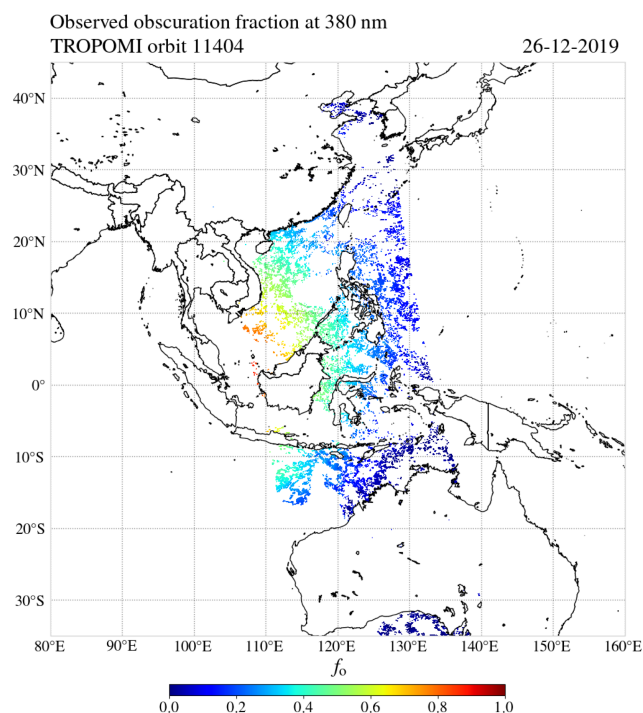 Observed obscuration fraction at 380 nm
TROPOMI orbit 11404 26-12-2019
40°N
30°N
20°N
10°N
0°
10°S
20°S
30°S
80°E 90°E 100°E 110°E 120°E 130°E 140°E 150°E 160°E
fo
0.0 0.2 0.4 0.6 0.8 1.0